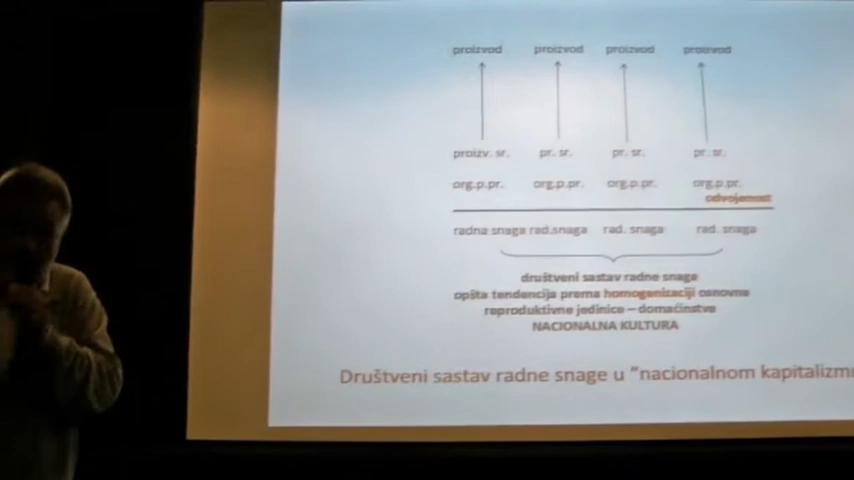 proizvod proizvod proizvod proizvod
proizv. sr. pr. sr. pr. sr. pr. sr.
org.p.pr. org.p.pr. org.p.pr. org.p.pr.
odvojenost
radna snaga rad.snaga rad. snaga rad. snaga
društveni sastav radne snage
opšta tendencija prema homogenizaciji osnovne
reproduktivne jedinice – domaćinstva
NACIONALNA KULTURA
Društveni sastav radne snage u "nacionalnom kapitalizm